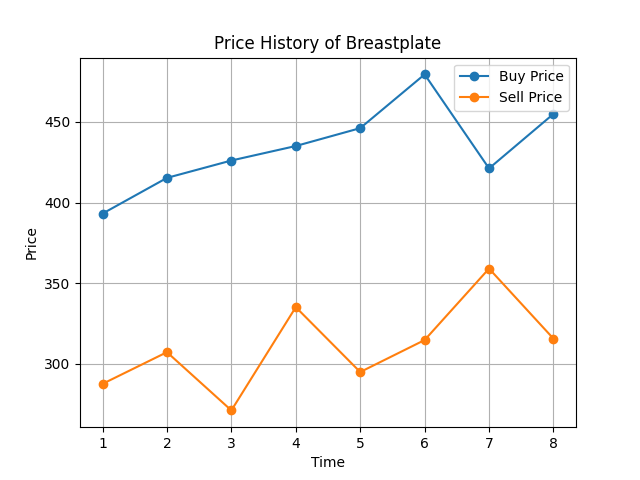 Price History of Breastplate
Buy Price
Sell Price
450
400
350
300
Price
1 2 3 4 5 6 7 8
Time